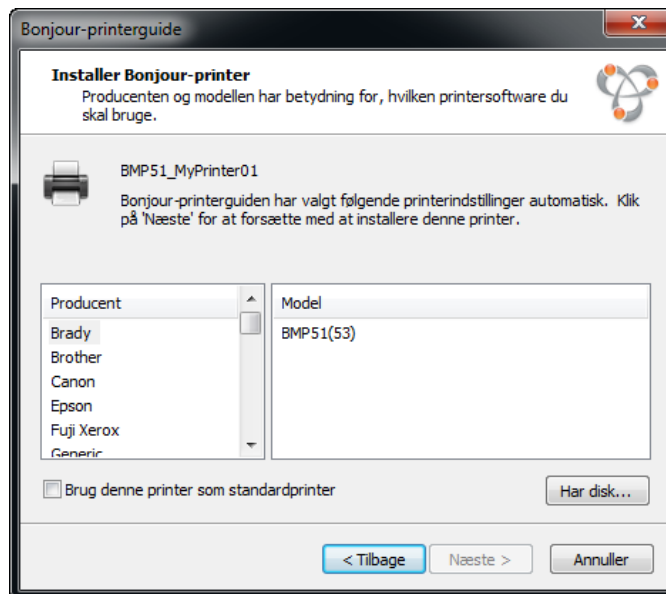 Bonjour-printerguide
Installer Bonjour-printer
Producenten og modellen har betydning for, hvilken printersoftware du
skal bruge.
BMP51_MyPrinter01
Bonjour-printerguiden har valgt følgende printerindstillinger automatisk.  Klik
på 'Næste' for at forsætte med at installere denne printer.
Producent
Model
Brady
BMP51(53)
Brother
Canon
Epson
Fuji Xerox
Generic
Brug denne printer som standardprinter
Har disk...
< Tilbage
Næste >
Annuller